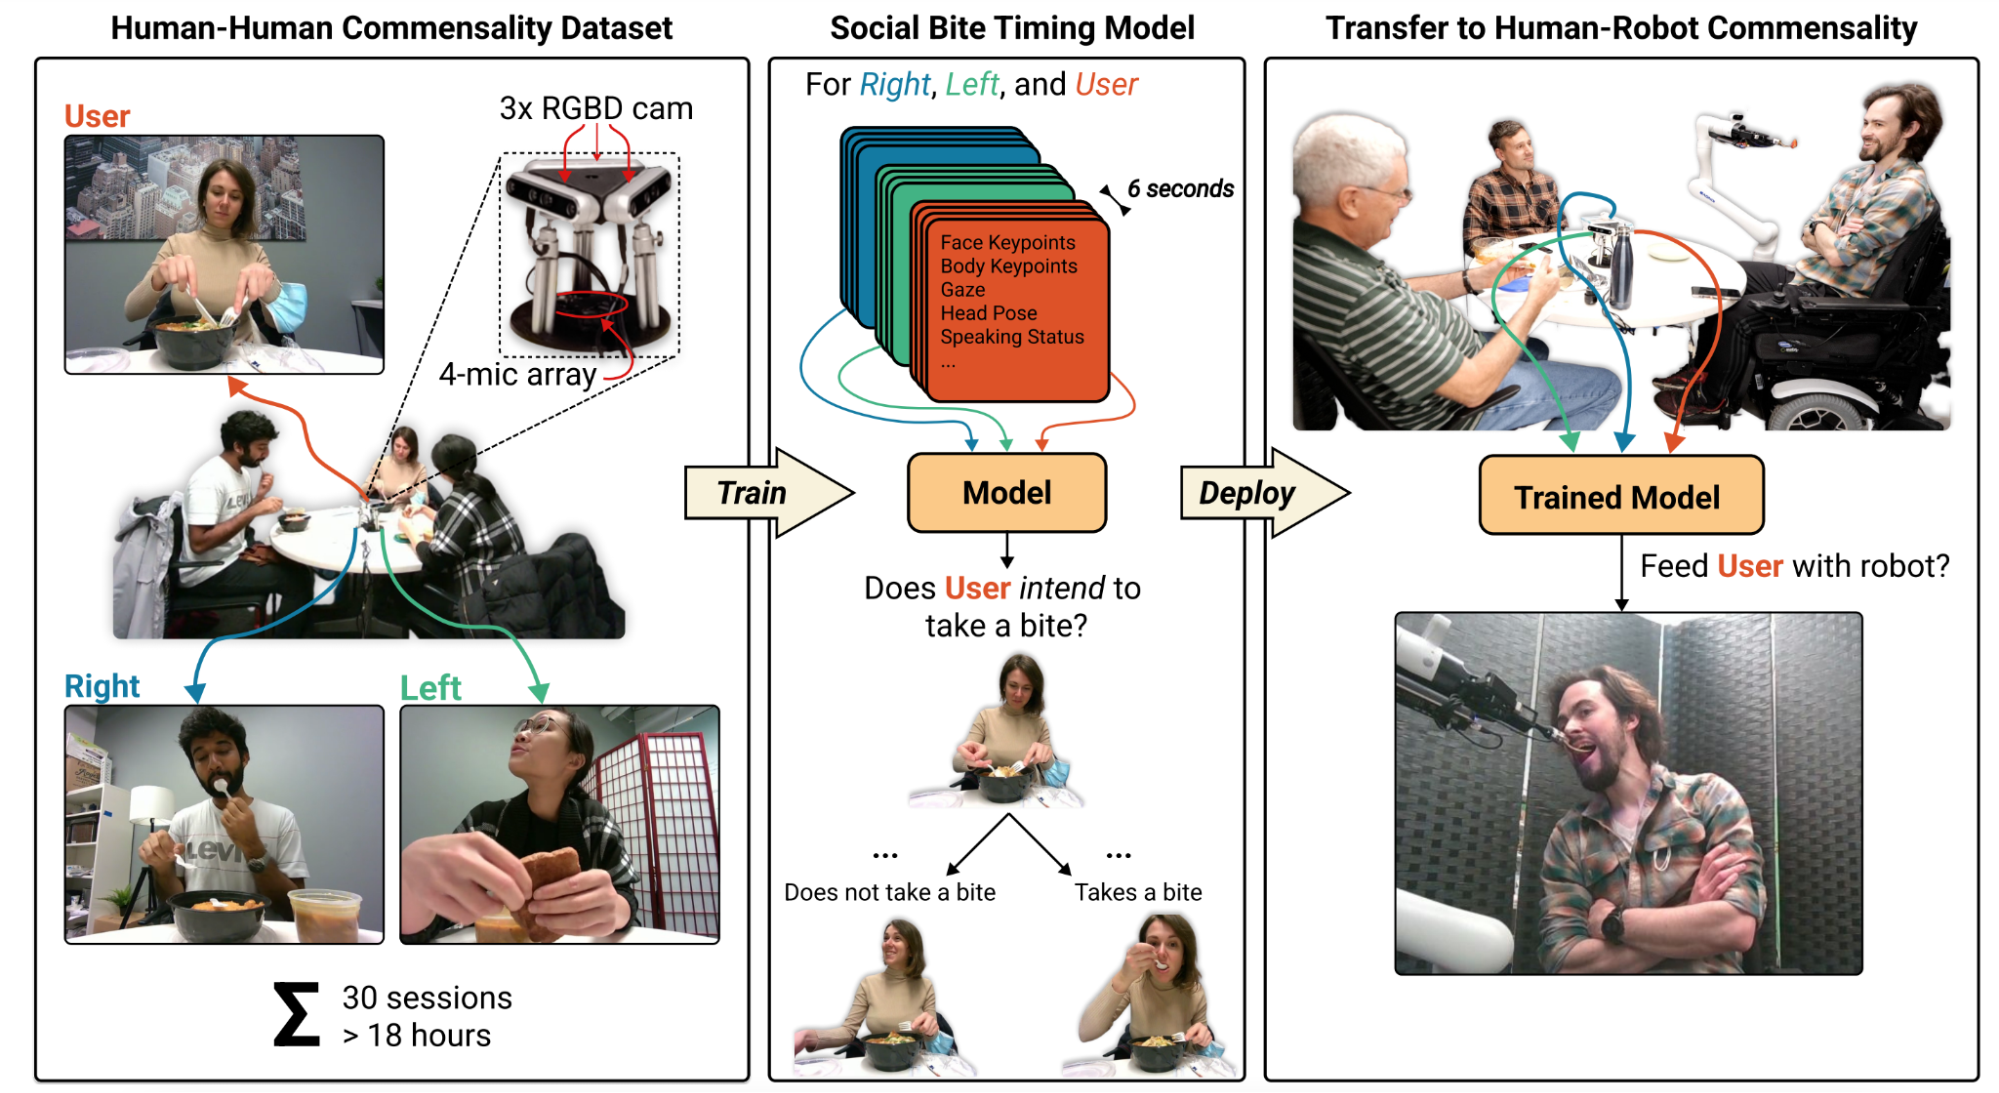 Human-Human Commensality Dataset
User
3x RGBD cam
4-mic array
Right
Left
30 sessions
> 18 hours
Σ
Train
Social Bite Timing Model
For Right, Left, and User
6 seconds
Face Keypoints
Body Keypoints
Gaze
Head Pose
Speaking Status
...
Model
Does User intend to
take a bite?
...
...
Does not take a bite
Takes a bite
Deploy
Transfer to Human-Robot Commensality
Trained Model
Feed User with robot?